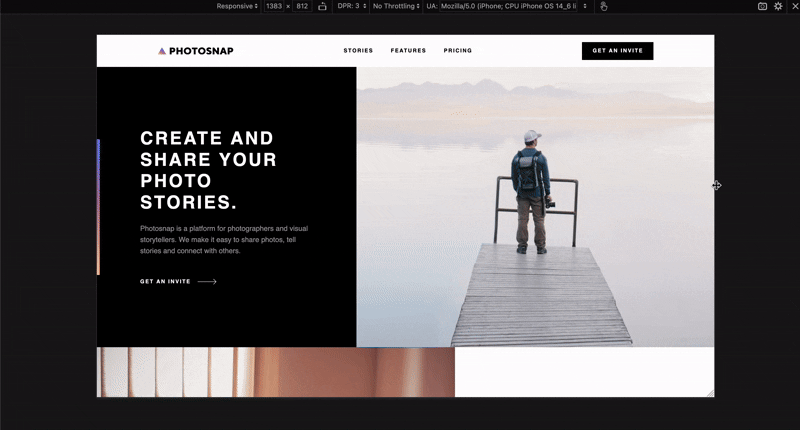 Responsive 1383 × 812 DPR: 3 No Throttling UA: Mozilla/5.0 (iPhone; CPU iPhone OS 14_6 li
PHOTOSNAP STORIES FEATURES PRICING GET AN INVITE
CREATE AND
SHARE YOUR
PHOTO
STORIES.
Photosnap is a platform for photographers and visual
storytellers. We make it easy to share photos, tell
stories and connect with others.
GET AN INVITE